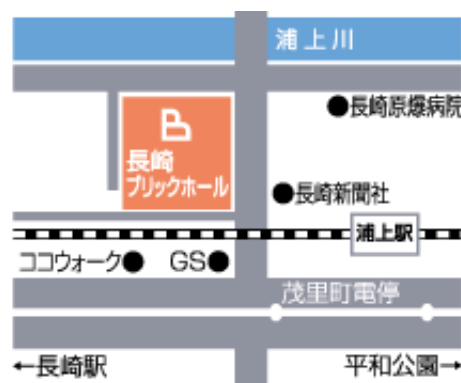 浦上川
●長崎原爆病院
B
長崎
ブリックホール
●長崎新聞社
浦上駅
ココウォーク● GS●
茂里町電停
←長崎駅
平和公園→